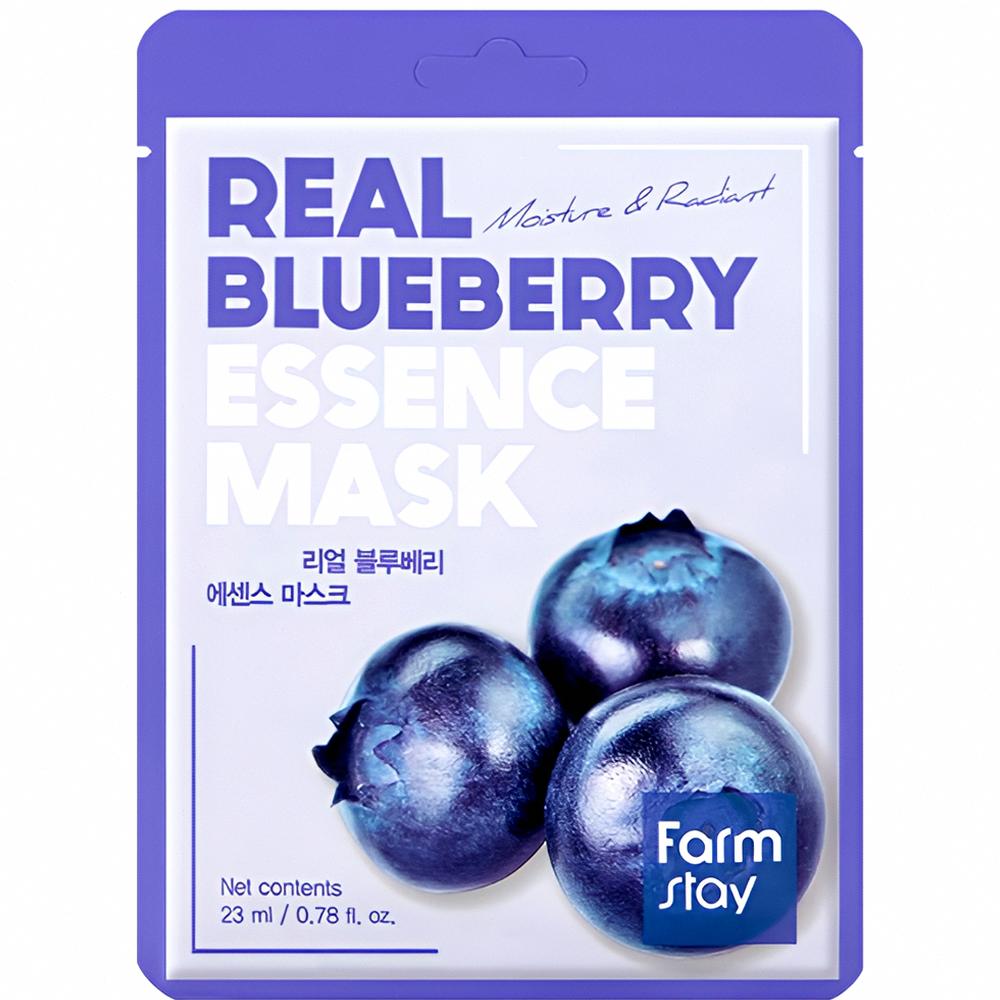 REAL
Moisture & Radiant
BLUEBERRY
ESSENCE
MASK
리얼 블루베리
에센스 마스크
Net contents
23 ml / 0.78 fl. oz.
Farm
stay